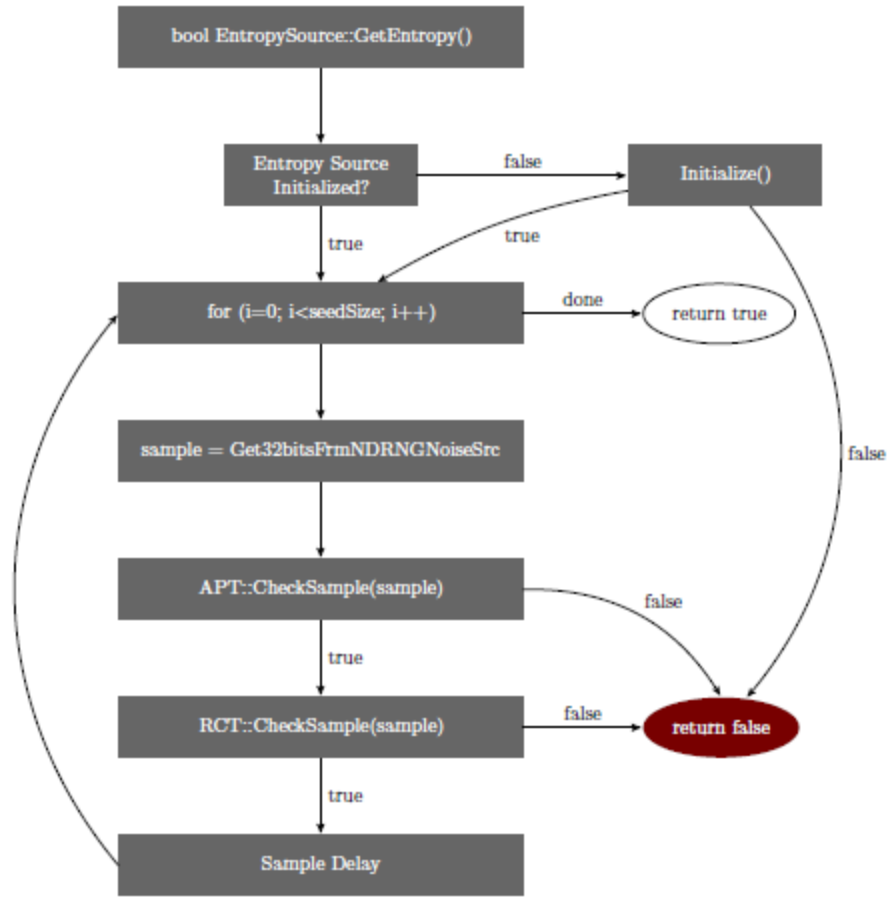 bool EntropySource::GetEntropy()
Entropy Source
Initialized?
false
Initialize()
true
true
for (i=0; i<seedSize; i++)
done
return true
sample = Get32bitsFrmNDRNGNoiseSrc
false
APT::CheckSample(sample)
false
true
RCT::CheckSample(sample)
false
return false
true
Sample Delay